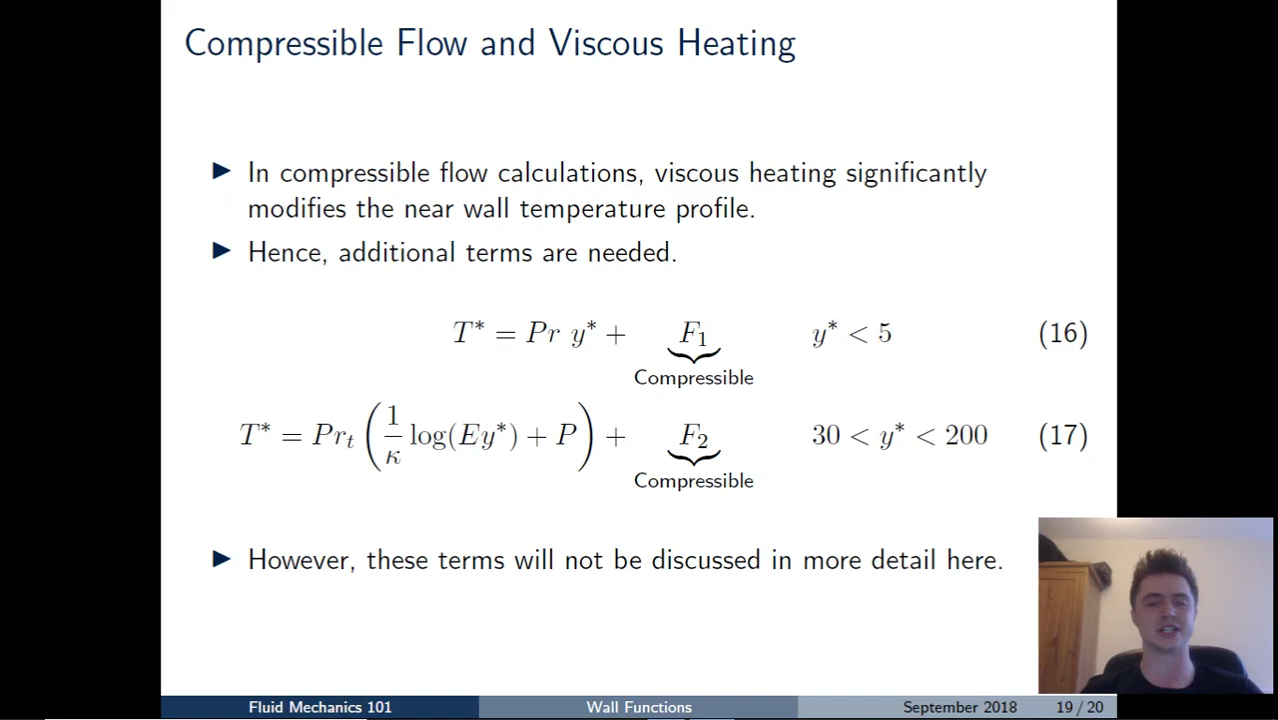 Compressible Flow and Viscous Heating
▶ In compressible flow calculations, viscous heating significantly
modifies the near wall temperature profile.
▶ Hence, additional terms are needed.
T* = Pr y* + F₁ y* < 5 (16)
Compressible
T* = Prₜ (1/κ log(Ey*) + P) + F₂ 30 < y* < 200 (17)
Compressible
▶ However, these terms will not be discussed in more detail here.
Fluid Mechanics 101 Wall Functions September 2018 19 / 20